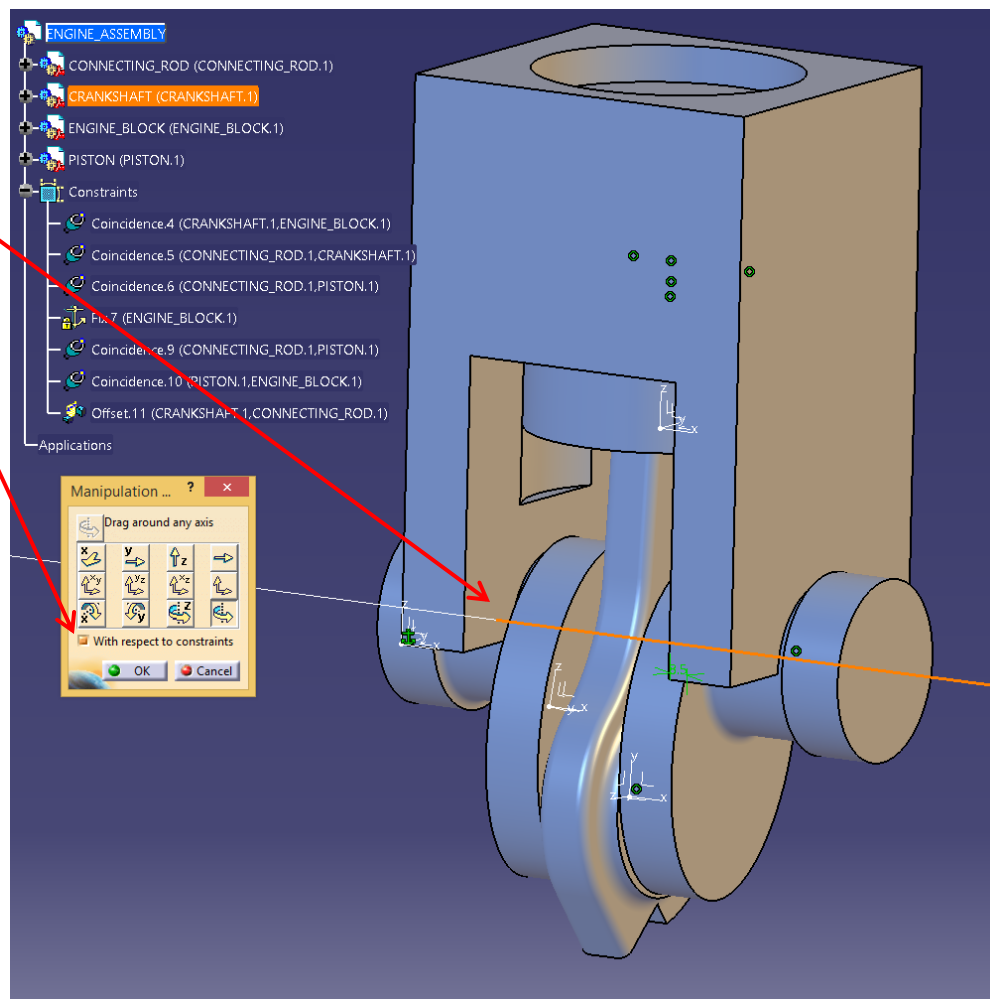 ENGINE_ASSEMBLY
CONNECTING_ROD (CONNECTING_ROD.1)
CRANKSHAFT (CRANKSHAFT.1)
ENGINE_BLOCK (ENGINE_BLOCK.1)
PISTON (PISTON.1)
Constraints
Coincidence.4 (CRANKSHAFT.1,ENGINE_BLOCK.1)
Coincidence.5 (CONNECTING_ROD.1,CRANKSHAFT.1)
Coincidence.6 (CONNECTING_ROD.1,PISTON.1)
Fix.7 (ENGINE_BLOCK.1)
Coincidence.9 (CONNECTING_ROD.1,PISTON.1)
Coincidence.10 (PISTON.1,ENGINE_BLOCK.1)
Offset.11 (CRANKSHAFT.1,CONNECTING_ROD.1)
Applications
Manipulation ... ? ×
Drag around any axis
x y z
xy yz xz
x y z
With respect to constraints
OK Cancel
z
y x
z
y x
z
y x
y
z x